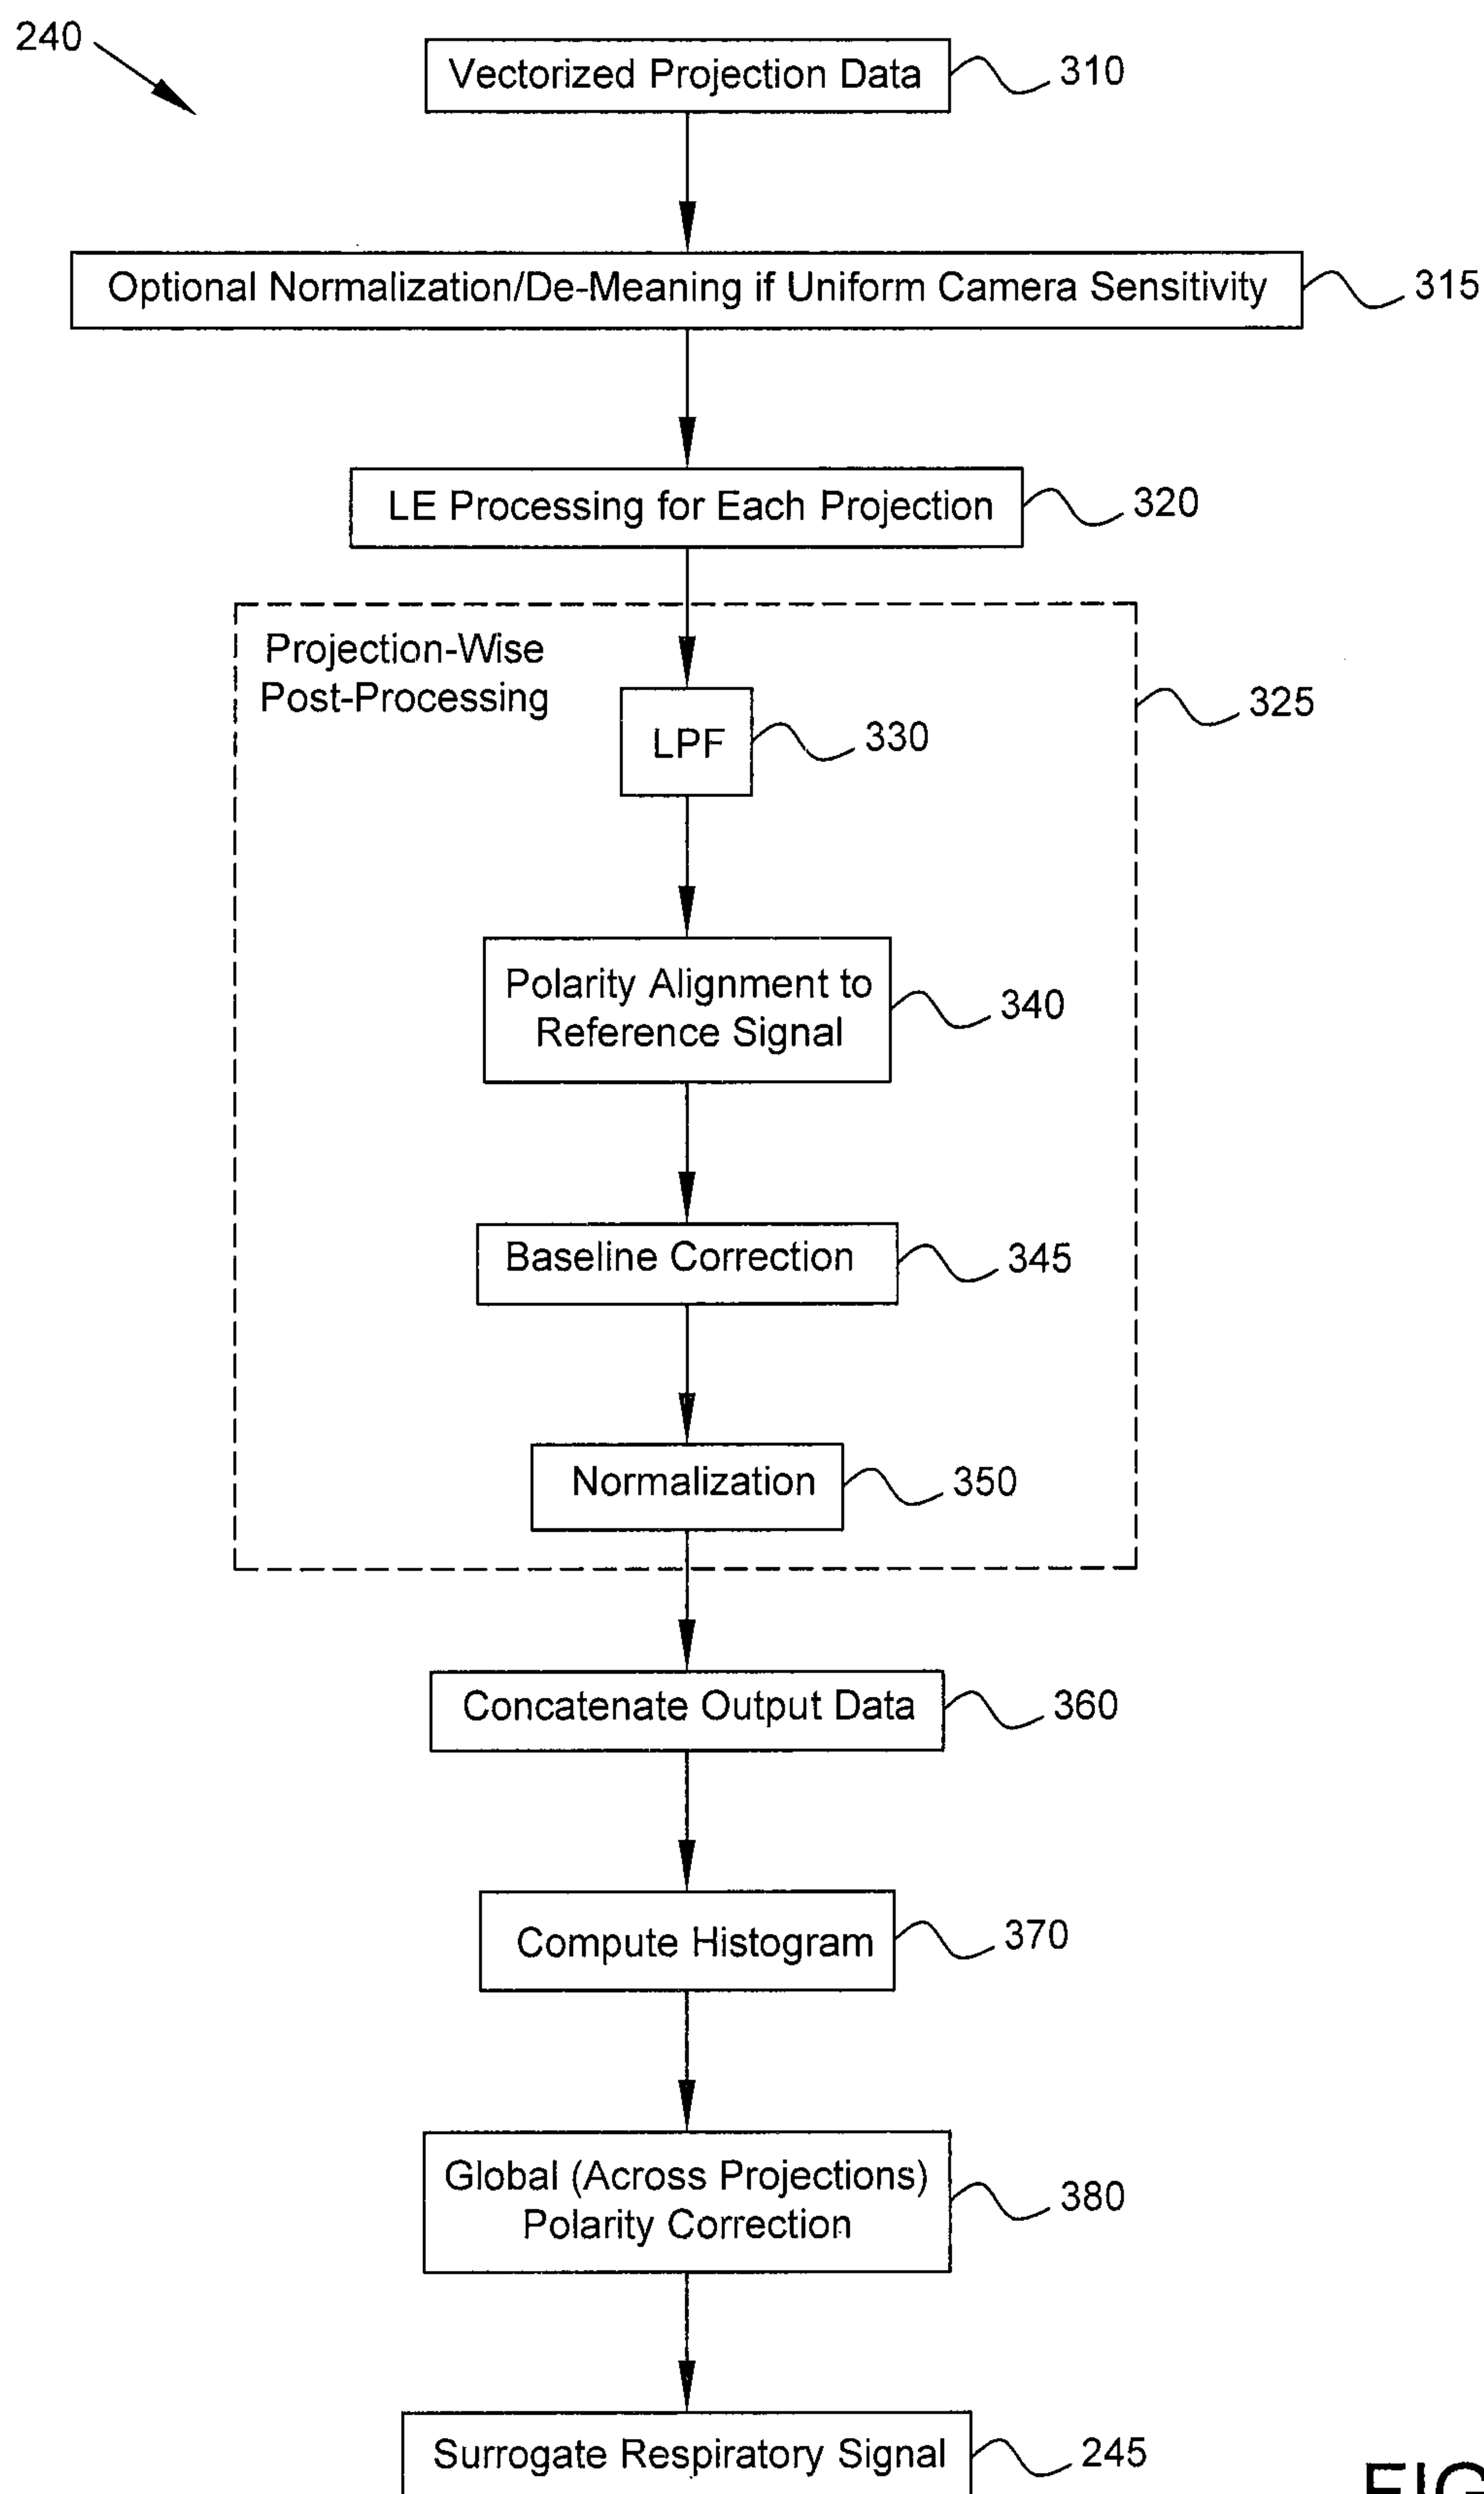 240
Vectorized Projection Data
310
Optional Normalization/De-Meaning if Uniform Camera Sensitivity
315
LE Processing for Each Projection
320
Projection-Wise
Post-Processing
325
LPF
330
Polarity Alignment to
Reference Signal
340
Baseline Correction
345
Normalization
350
Concatenate Output Data
360
Compute Histogram
370
Global (Across Projections)
Polarity Correction
380
Surrogate Respiratory Signal
245